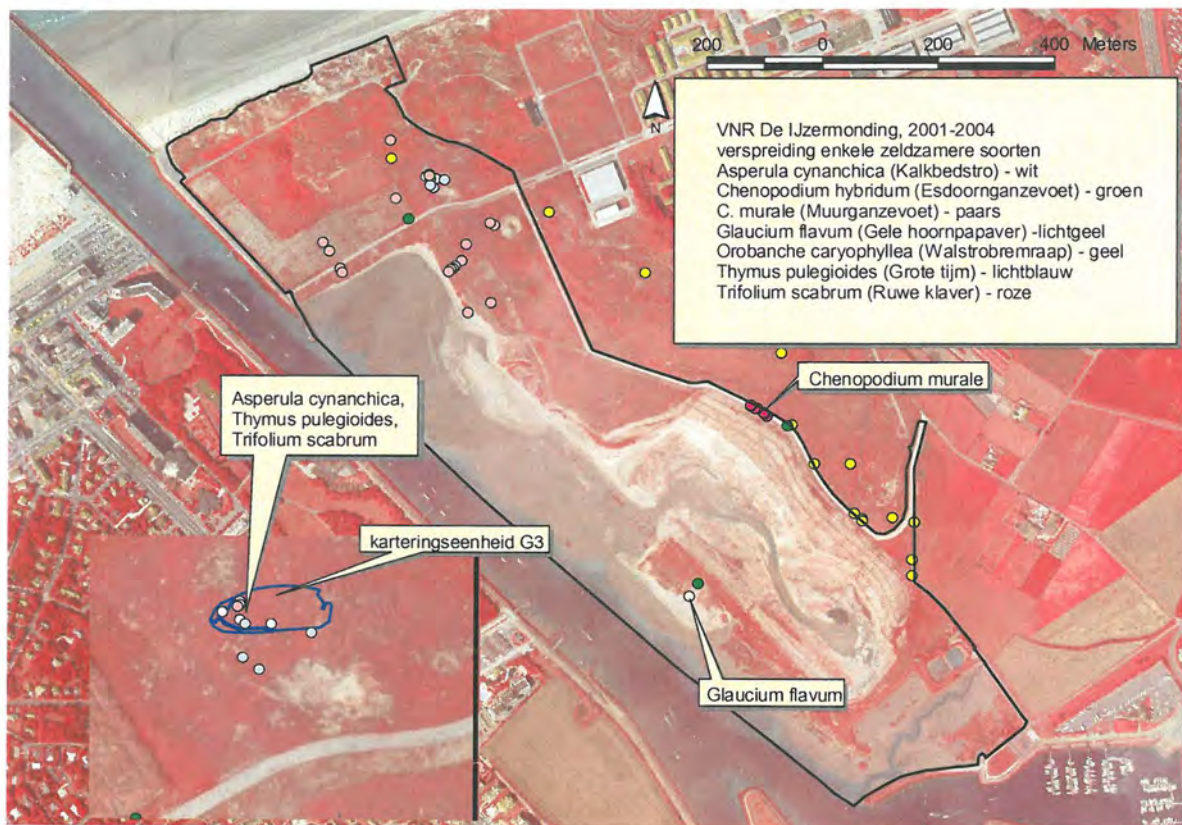 200 0 200 400 Meters
N
VNR De IJzermonding, 2001-2004
verspreiding enkele zeldzamere soorten
Asperula cynanchica (Kalkbedstro) - wit
Chenopodium hybridum (Esdoornganzevoet) - groen
C. murale (Muurganzevoet) - paars
Glaucium flavum (Gele hoornpapaver) -lichtgeel
Orobanche caryophyllea (Walstrobremraap) - geel
Thymus pulegioides (Grote tijm) - lichtblauw
Trifolium scabrum (Ruwe klaver) - roze
Chenopodium murale
Asperula cynanchica,
Thymus pulegioides,
Trifolium scabrum
karteringseenheid G3
Glaucium flavum